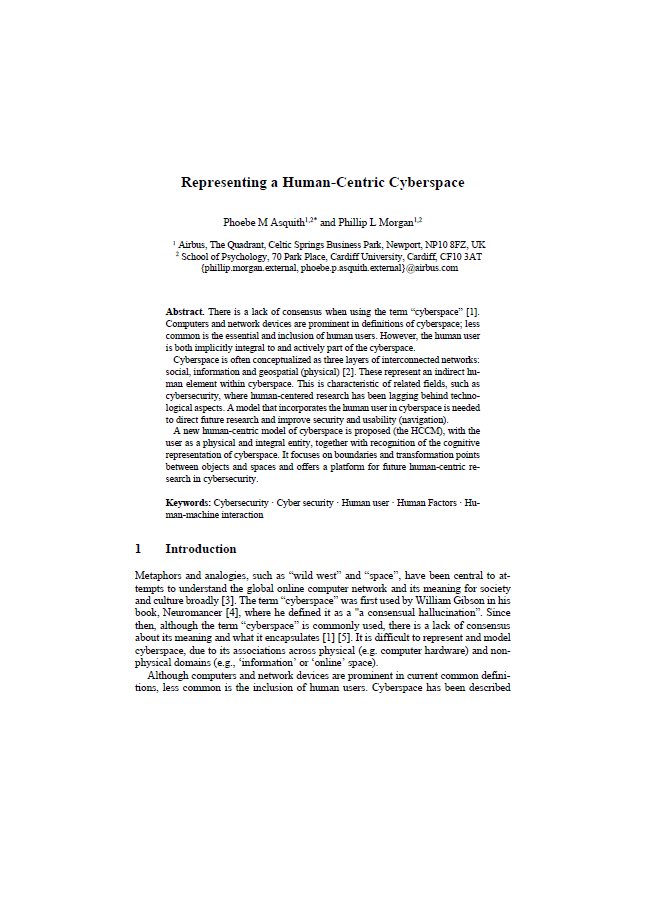 Representing a Human-Centric Cyberspace
Phoebe M Asquith1,2* and Phillip L Morgan1,2
1 Airbus, The Quadrant, Celtic Springs Business Park, Newport, NP10 8FZ, UK
2 School of Psychology, 70 Park Place, Cardiff University, Cardiff, CF10 3AT
{phillip.morgan.external, phoebe.p.asquith.external}@airbus.com
Abstract. There is a lack of consensus when using the term “cyberspace” [1].
Computers and network devices are prominent in definitions of cyberspace; less
common is the essential and inclusion of human users. However, the human user
is both implicitly integral to and actively part of the cyberspace.
Cyberspace is often conceptualized as three layers of interconnected networks:
social, information and geospatial (physical) [2]. These represent an indirect hu-
man element within cyberspace. This is characteristic of related fields, such as
cybersecurity, where human-centered research has been lagging behind techno-
logical aspects. A model that incorporates the human user in cyberspace is needed
to direct future research and improve security and usability (navigation).
A new human-centric model of cyberspace is proposed (the HCCM), with the
user as a physical and integral entity, together with recognition of the cognitive
representation of cyberspace. It focuses on boundaries and transformation points
between objects and spaces and offers a platform for future human-centric re-
search in cybersecurity.
Keywords: Cybersecurity · Cyber security · Human user · Human Factors · Hu-
man-machine interaction
1 Introduction
Metaphors and analogies, such as “wild west” and “space”, have been central to at-
tempts to understand the global online computer network and its meaning for society
and culture broadly [3]. The term “cyberspace” was first used by William Gibson in his
book, Neuromancer [4], where he defined it as a "a consensual hallucination”. Since
then, although the term “cyberspace” is commonly used, there is a lack of consensus
about its meaning and what it encapsulates [1] [5]. It is difficult to represent and model
cyberspace, due to its associations across physical (e.g. computer hardware) and non-
physical domains (e.g., ‘information’ or ‘online’ space).
Although computers and network devices are prominent in current common defini-
tions, less common is the inclusion of human users. Cyberspace has been described